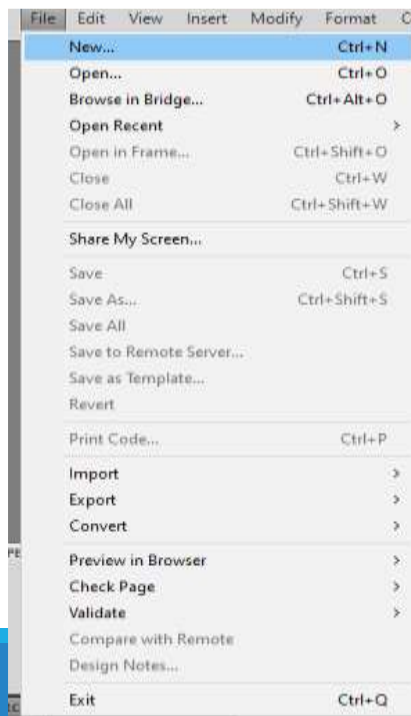 File Edit View Insert Modify Format C
New... Ctrl+N
Open... Ctrl+O
Browse in Bridge... Ctrl+Alt+O
Open Recent >
Open in Frame... Ctrl+Shift+O
Close Ctrl+W
Close All Ctrl+Shift+W
Share My Screen...
Save Ctrl+S
Save As... Ctrl+Shift+S
Save All
Save to Remote Server...
Save as Template...
Revert
Print Code... Ctrl+P
Import >
Export >
Convert >
Preview in Browser >
Check Page >
Validate >
Compare with Remote
Design Notes...
Exit Ctrl+Q